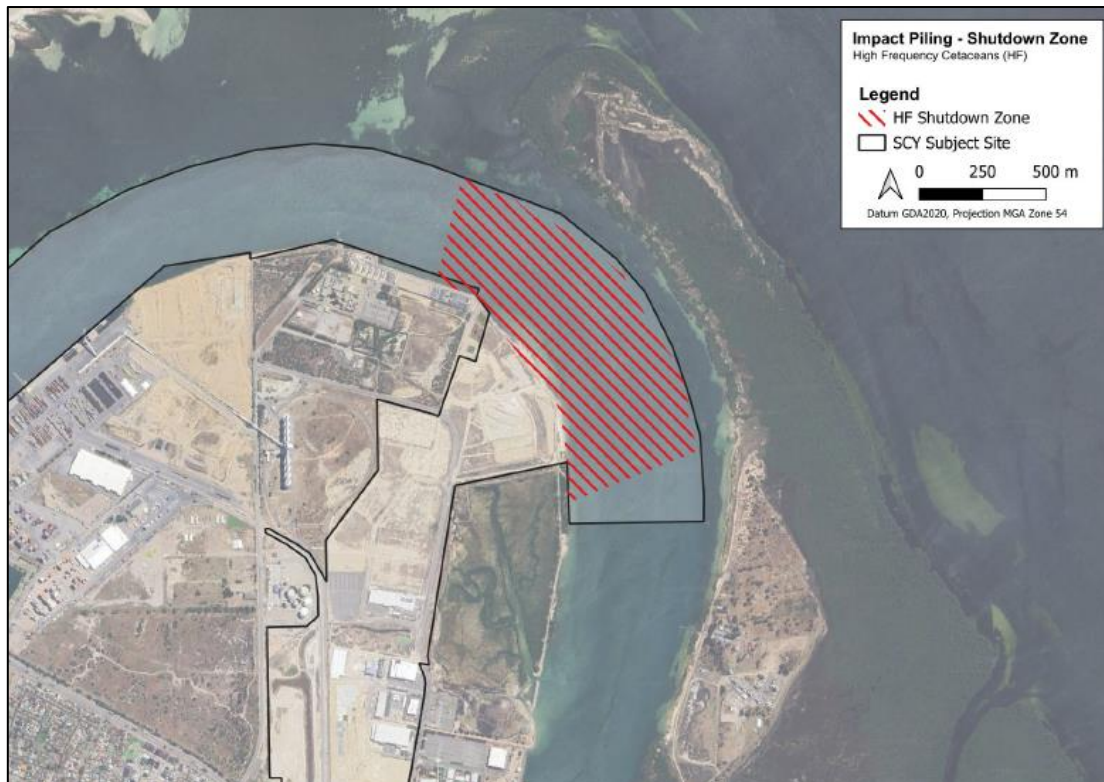 Impact Piling - Shutdown Zone
High Frequency Cetaceans (HF)
Legend
HF Shutdown Zone
SCY Subject Site
0 250 500 m
Datum GDA2020, Projection MGA Zone 54